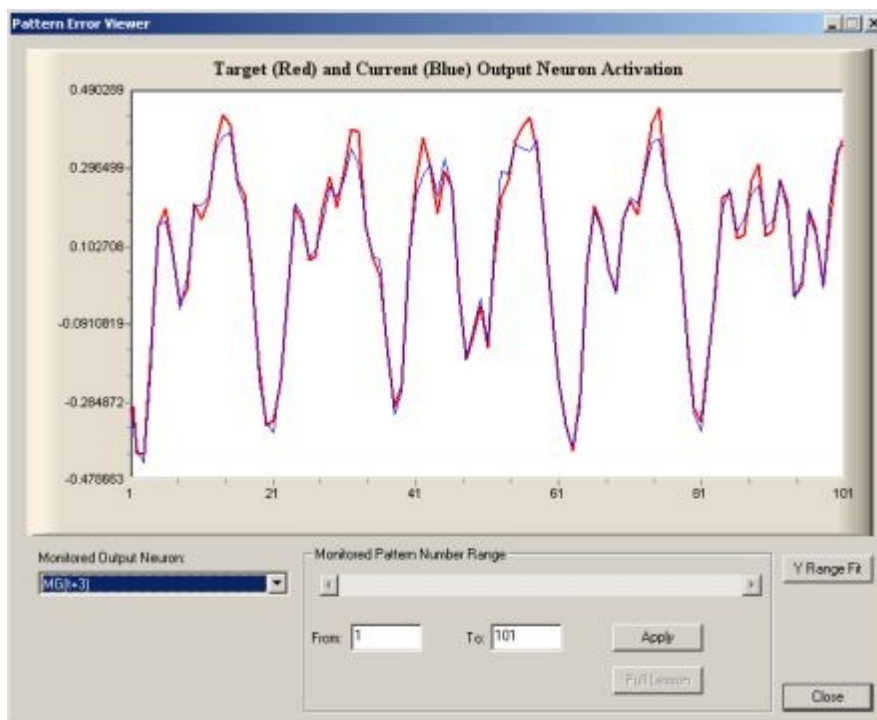 Pattern Error Viewer
Target (Red) and Current (Blue) Output Neuron Activation
0.490289
0.296499
0.102708
-0.0910819
-0.284872
-0.478663
1 21 41 61 81 101
Monitored Output Neuron:
MG(t+3)
Monitored Pattern Number Range
Y Range Fit
From: 1 To: 101 Apply
Full Lesson
Close